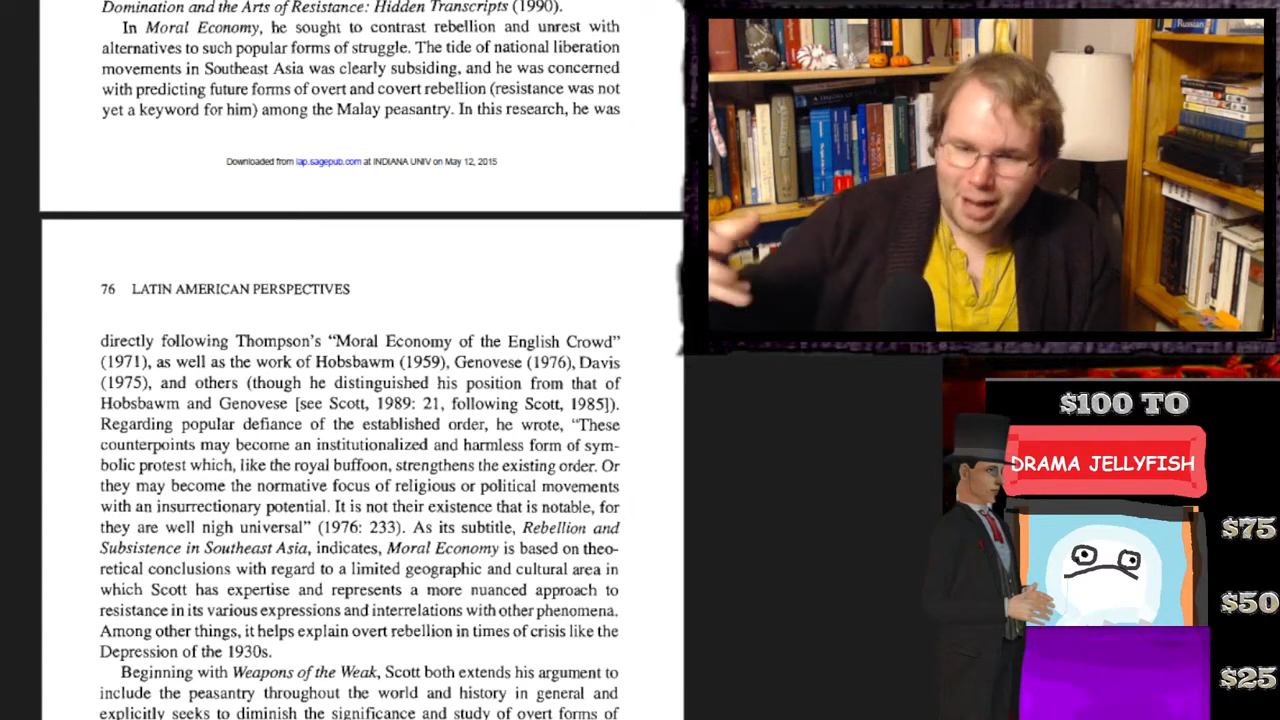 Domination and the Arts of Resistance: Hidden Transcripts (1990).
In Moral Economy, he sought to contrast rebellion and unrest with
alternatives to such popular forms of struggle. The tide of national liberation
movements in Southeast Asia was clearly subsiding, and he was concerned
with predicting future forms of overt and covert rebellion (resistance was not
yet a keyword for him) among the Malay peasantry. In this research, he was
Downloaded from lap.sagepub.com at INDIANA UNIV on May 12, 2015
76 LATIN AMERICAN PERSPECTIVES
directly following Thompson's "Moral Economy of the English Crowd"
(1971), as well as the work of Hobsbawm (1959), Genovese (1976), Davis
(1975), and others (though he distinguished his position from that of
Hobsbawm and Genovese [see Scott, 1989: 21, following Scott, 1985]).
Regarding popular defiance of the established order, he wrote, "These
counterpoints may become an institutionalized and harmless form of sym-
bolic protest which, like the royal buffoon, strengthens the existing order. Or
they may become the normative focus of religious or political movements
with an insurrectionary potential. It is not their existence that is notable, for
they are well nigh universal" (1976: 233). As its subtitle, Rebellion and
Subsistence in Southeast Asia, indicates, Moral Economy is based on theo-
retical conclusions with regard to a limited geographic and cultural area in
which Scott has expertise and represents a more nuanced approach to
resistance in its various expressions and interrelations with other phenomena.
Among other things, it helps explain overt rebellion in times of crisis like the
Depression of the 1930s.
Beginning with Weapons of the Weak, Scott both extends his argument to
include the peasantry throughout the world and history in general and
explicitly seeks to diminish the significance and study of overt forms of
Russian
$100 TO
DRAMA JELLYFISH
$75
$50
$25